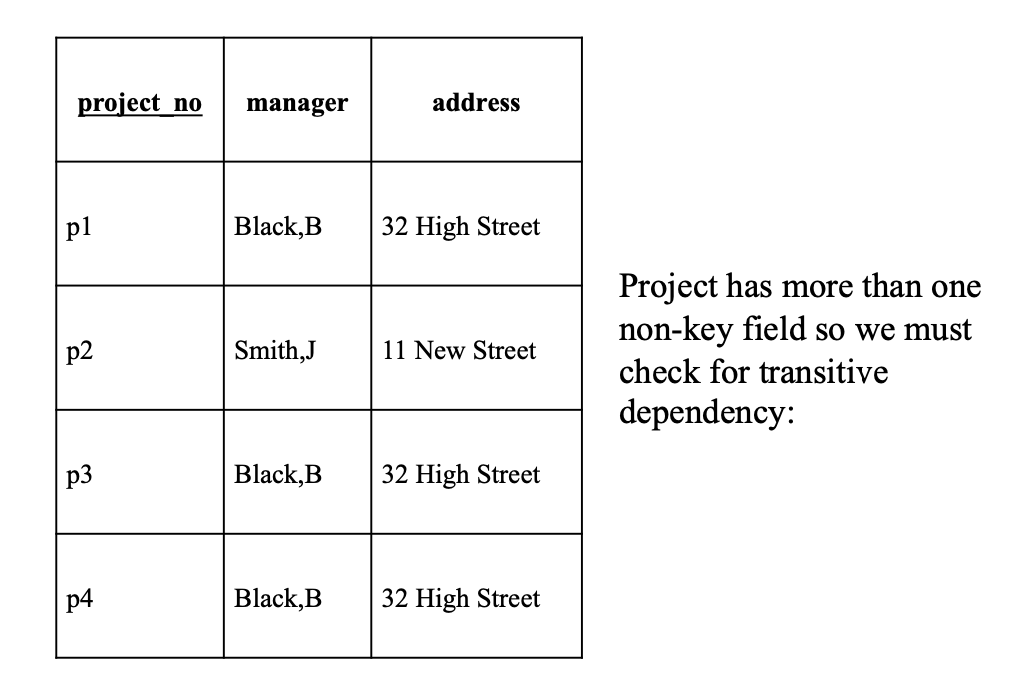 project_no manager address
p1 Black,B 32 High Street
p2 Smith,J 11 New Street
p3 Black,B 32 High Street
p4 Black,B 32 High Street
Project has more than one
non-key field so we must
check for transitive
dependency: